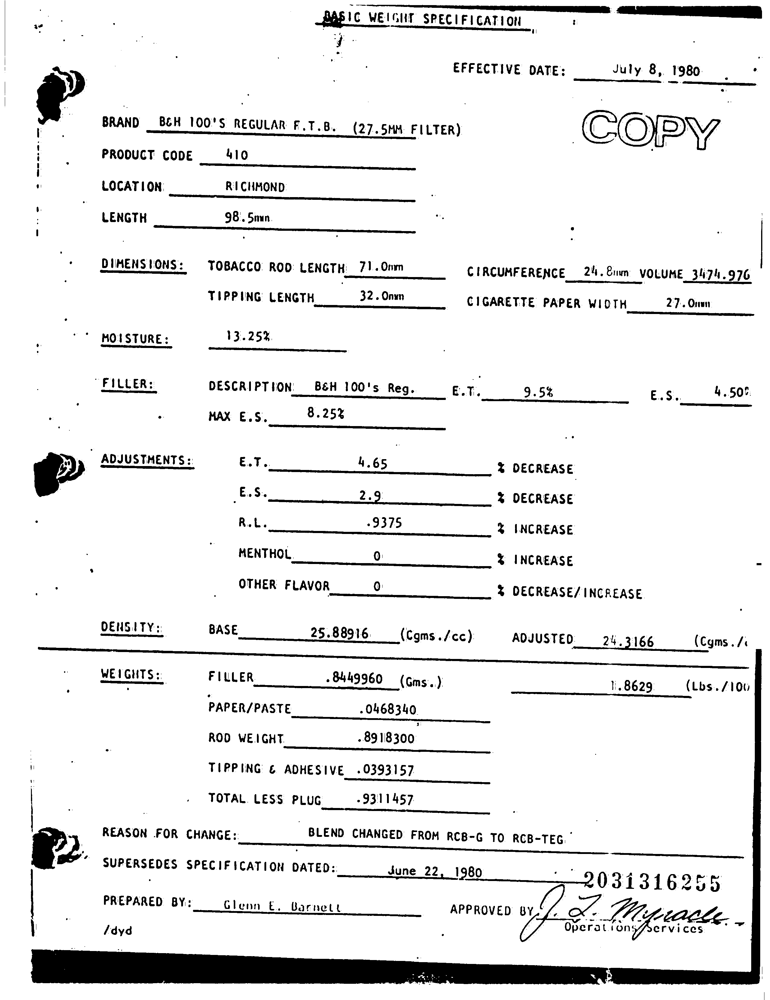 BASIC WEIGHT SPECIFICATION
EFFECTIVE DATE: July 8, 1980
COPY
BRAND B&H 100'S REGULAR F.T.B. (27.5MM FILTER)
PRODUCT CODE 410
LOCATION RICHMOND
LENGTH 98.5mm
DIMENSIONS: TOBACCO ROD LENGTH 71.0mm CIRCUMFERENCE 24.8mm VOLUME 3474.976
TIPPING LENGTH 32.0mm CIGARETTE PAPER WIDTH 27.0mm
MOISTURE: 13.25%
FILLER: DESCRIPTION B&H 100's Reg. E.T. 9.5% E.S. 4.50%
MAX E.S. 8.25%
ADJUSTMENTS: E.T. 4.65 % DECREASE
E.S. 2.9 % DECREASE
R.L. .9375 % INCREASE
MENTHOL 0 % INCREASE
OTHER FLAVOR 0 % DECREASE/INCREASE
DENSITY: BASE 25.88916 (Cgms./cc) ADJUSTED 24.3166 (Cgms./
WEIGHTS: FILLER .8449960 (Gms.) 1.8629 (Lbs./100
PAPER/PASTE .0468340
ROD WEIGHT .8918300
TIPPING & ADHESIVE .0393157
TOTAL LESS PLUG .9311457
REASON FOR CHANGE: BLEND CHANGED FROM RCB-G TO RCB-TEG
SUPERSEDES SPECIFICATION DATED: June 22, 1980
2031316255
PREPARED BY: Glenn E. Barnett APPROVED BY J. L. Myracle
Operations Services
/dyd